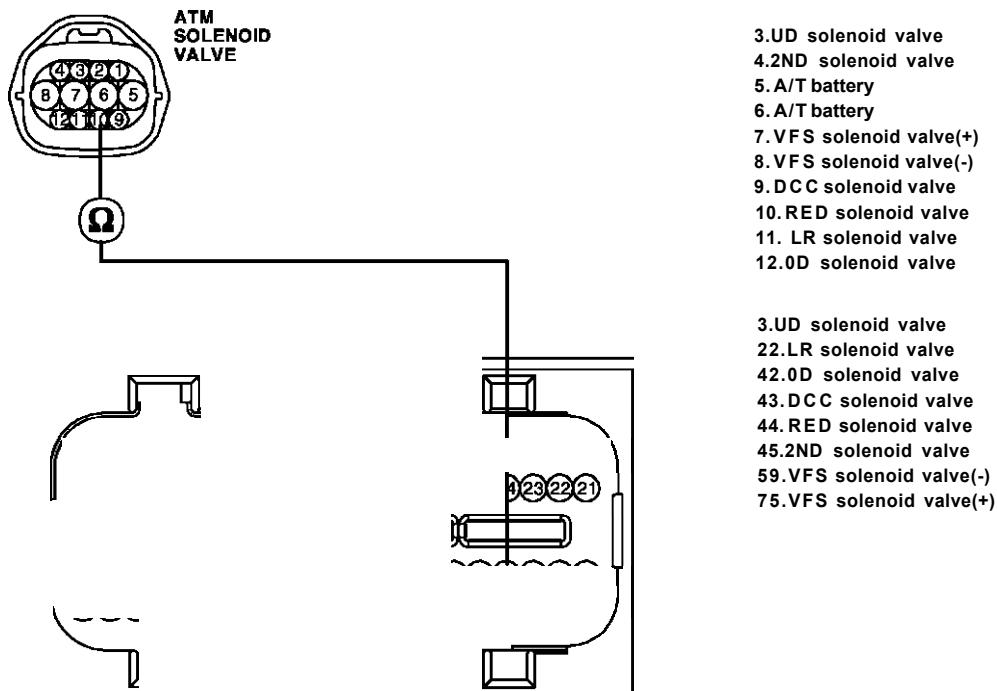 ATM
SOLENOID
VALVE
4 3 2 1
8 7 6 5
12 11 10 9
Ω
4 23 22 21
3.UD solenoid valve
4.2ND solenoid valve
5. A/T battery
6. A/T battery
7. VFS solenoid valve(+)
8. VFS solenoid valve(-)
9. DCC solenoid valve
10. RED solenoid valve
11. LR solenoid valve
12.0D solenoid valve
3.UD solenoid valve
22.LR solenoid valve
42.0D solenoid valve
43.DCC solenoid valve
44. RED solenoid valve
45.2ND solenoid valve
59.VFS solenoid valve(-)
75.VFS solenoid valve(+)